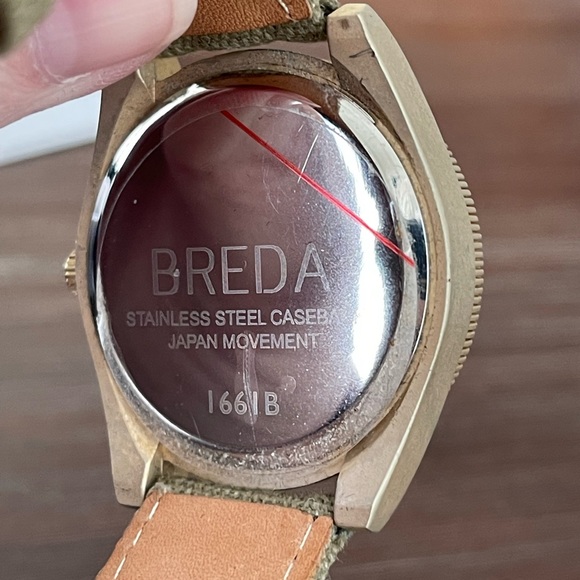 BREDA
STAINLESS STEEL CASEBA
JAPAN MOVEMENT
1661B